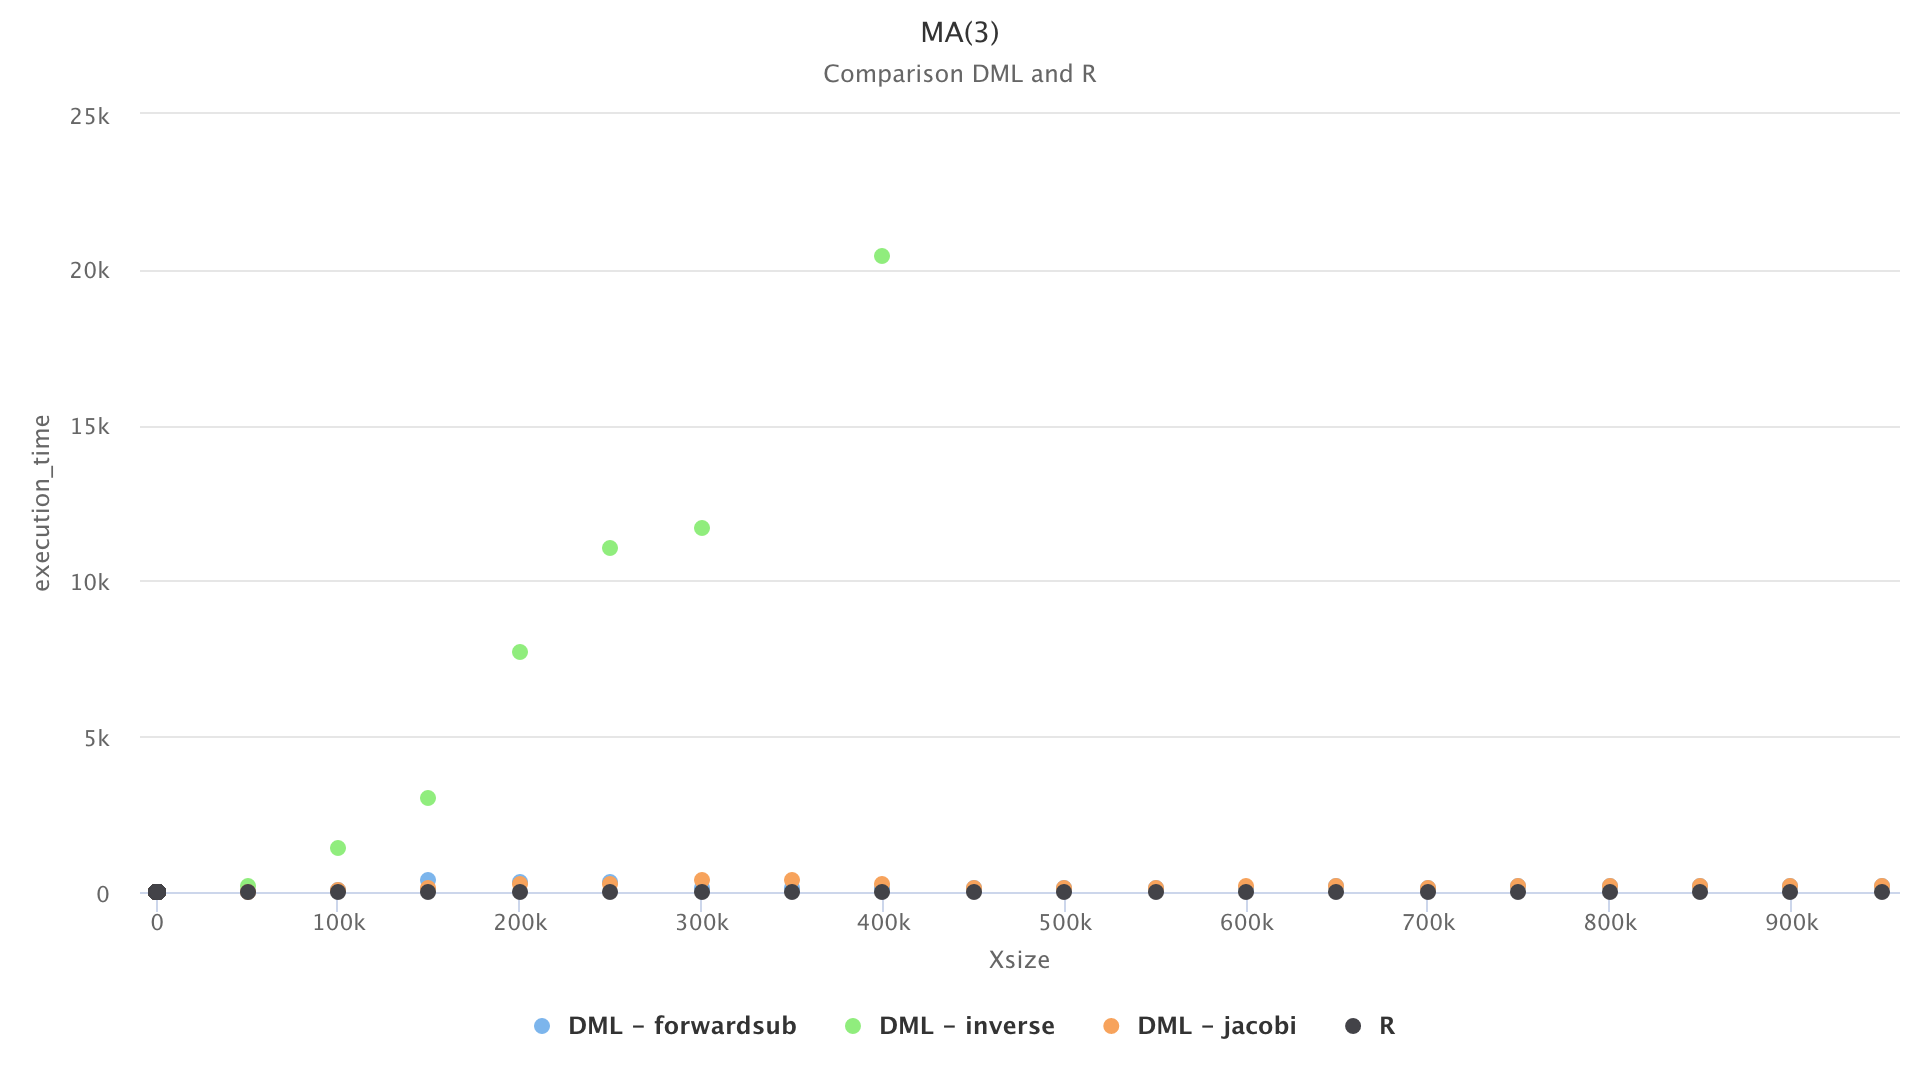 MA(3)
Comparison DML and R
25k
20k
15k
10k
5k
0
execution_time
0 100k 200k 300k 400k 500k 600k 700k 800k 900k
Xsize
DML - forwardsub DML - inverse DML - jacobi R